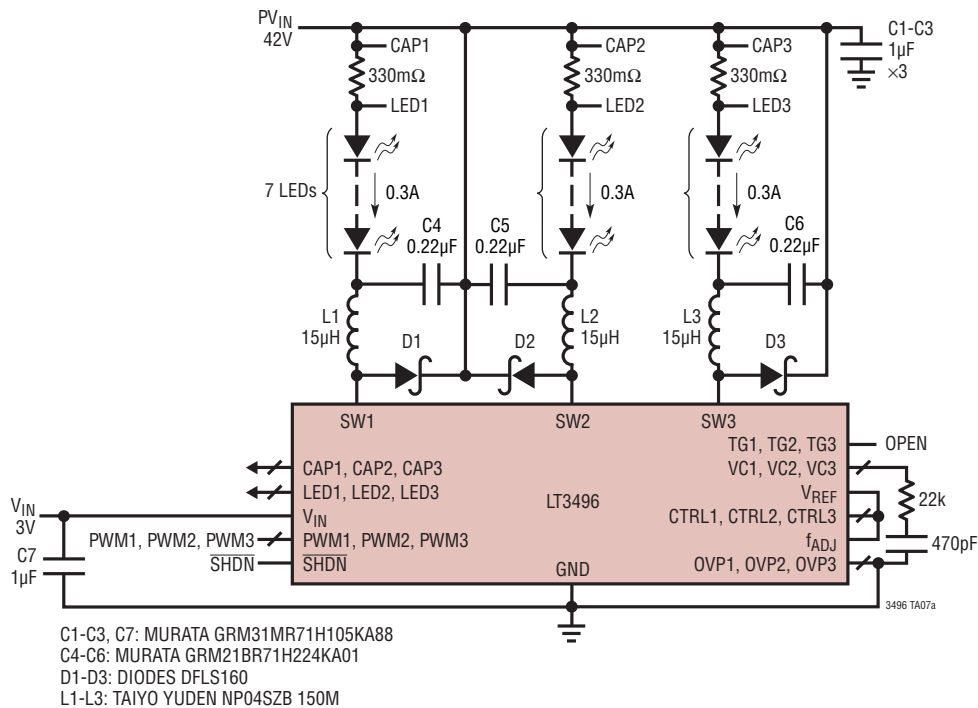 PVIN
42V
CAP1
CAP2
CAP3
C1-C3
1µF
×3
330mΩ
330mΩ
330mΩ
LED1
LED2
LED3
7 LEDs
0.3A
0.3A
0.3A
C4
0.22µF
C5
0.22µF
C6
0.22µF
L1
15µH
L2
15µH
L3
15µH
D1
D2
D3
SW1
SW2
SW3
TG1, TG2, TG3
OPEN
CAP1, CAP2, CAP3
VC1, VC2, VC3
LED1, LED2, LED3
LT3496
VREF
22k
VIN
3V
VIN
CTRL1, CTRL2, CTRL3
PWM1, PWM2, PWM3
PWM1, PWM2, PWM3
fADJ
470pF
C7
1µF
SHDN
SHDN
GND
OVP1, OVP2, OVP3
3496 TA07a
C1-C3, C7: MURATA GRM31MR71H105KA88
C4-C6: MURATA GRM21BR71H224KA01
D1-D3: DIODES DFLS160
L1-L3: TAIYO YUDEN NP04SZB 150M